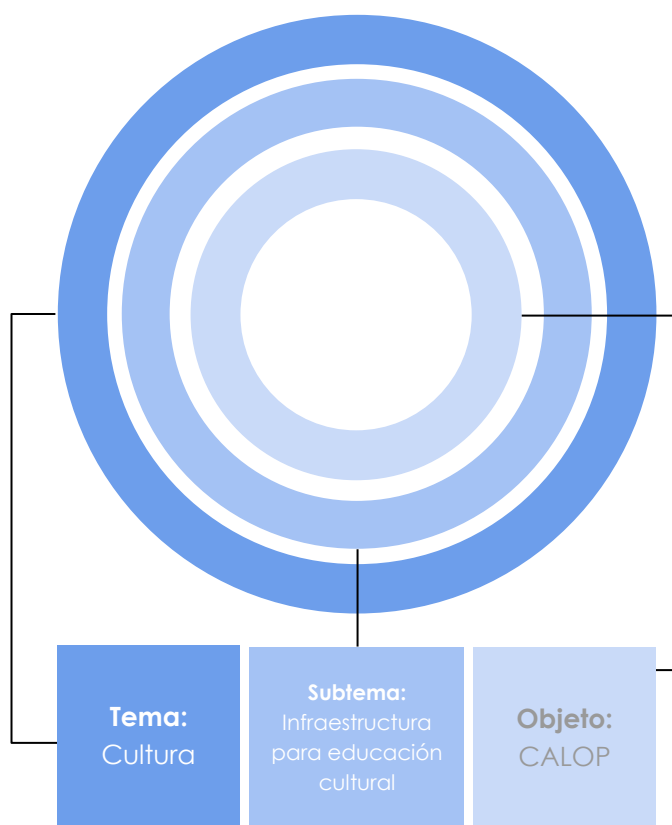 Tema:
Cultura
Subtema:
Infraestructura
para educación
cultural
Objeto:
CALOP